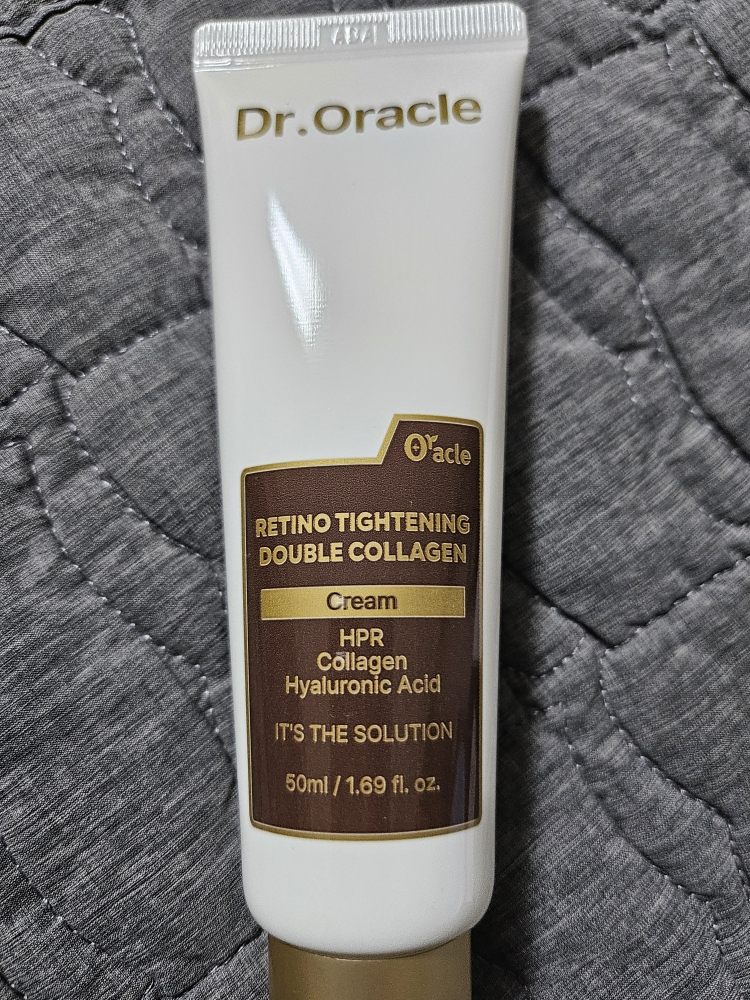 Dr.Oracle
Oracle
RETINO TIGHTENING
DOUBLE COLLAGEN
Cream
HPR
Collagen
Hyaluronic Acid
IT'S THE SOLUTION
50ml / 1.69 fl. oz.